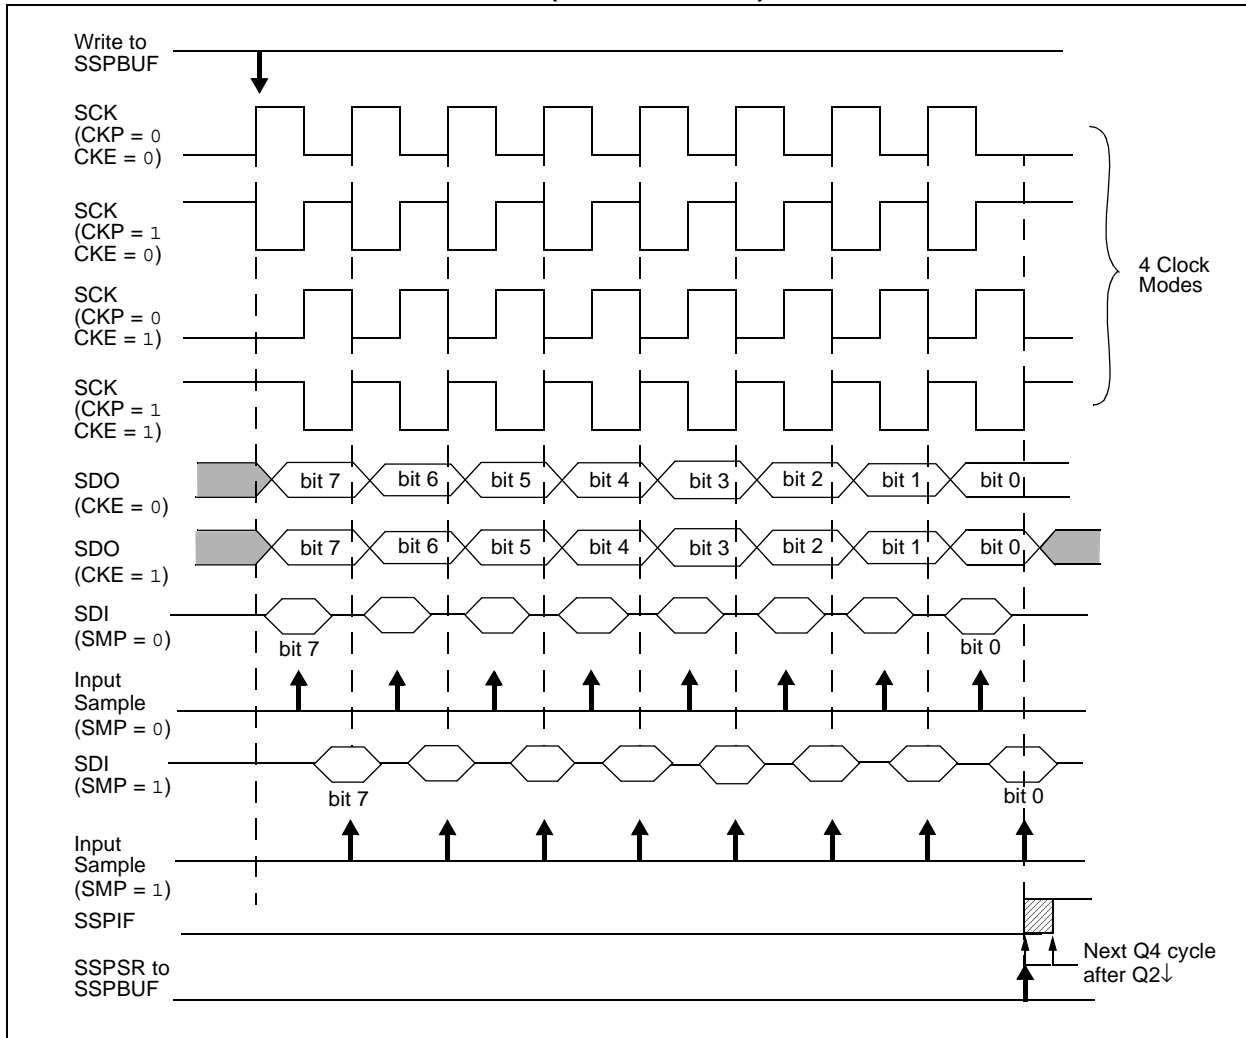 Write to
SSPBUF
SCK
(CKP = 0
CKE = 0)
SCK
(CKP = 1
CKE = 0)
SCK
(CKP = 0
CKE = 1)
SCK
(CKP = 1
CKE = 1)
4 Clock
Modes
SDO
(CKE = 0)
bit 7 bit 6 bit 5 bit 4 bit 3 bit 2 bit 1 bit 0
SDO
(CKE = 1)
bit 7 bit 6 bit 5 bit 4 bit 3 bit 2 bit 1 bit 0
SDI
(SMP = 0)
bit 7 bit 0
Input
Sample
(SMP = 0)
SDI
(SMP = 1)
bit 7 bit 0
Input
Sample
(SMP = 1)
SSPIF
Next Q4 cycle
after Q2↓
SSPSR to
SSPBUF